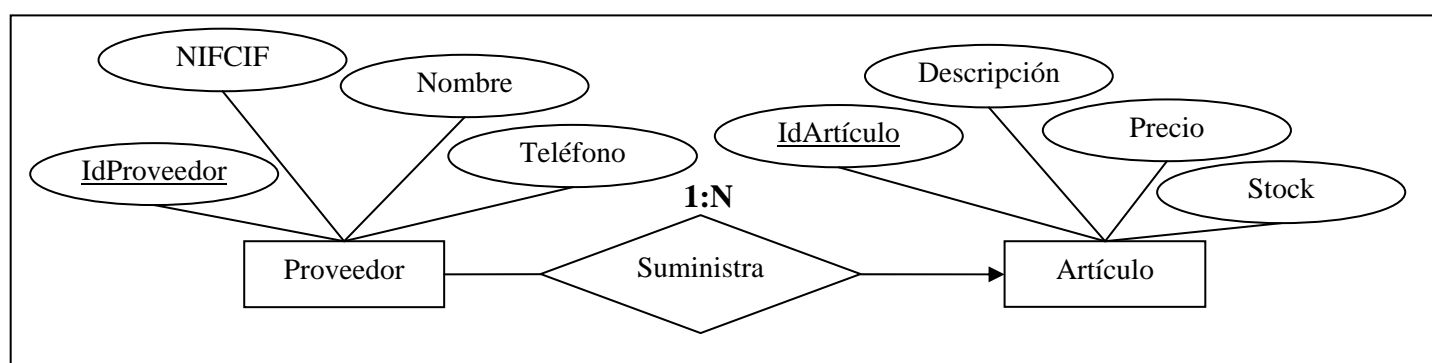 NIFCIF
Nombre
IdProveedor
Teléfono
Descripción
IdArtículo
Precio
Stock
1:N
Proveedor
Suministra
Artículo